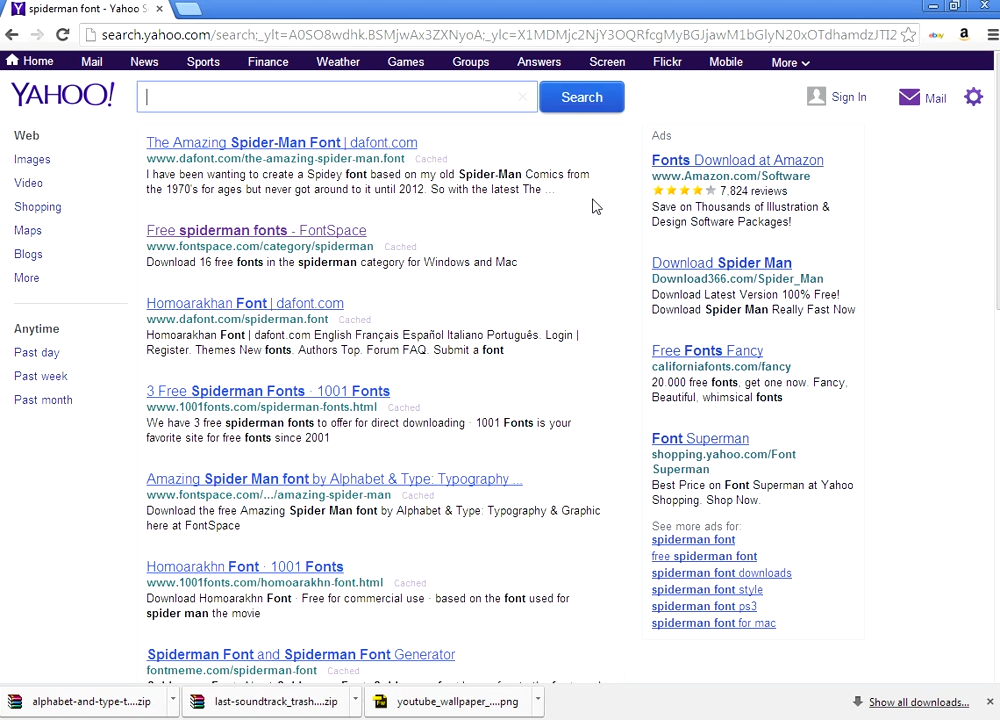 spiderman font - Yahoo S
search.yahoo.com/search;_ylt=A0SO8wdhk.BSMjwAx3ZXNyoA;_ylc=X1MDMjc2NjY3OQRfcgMyBGJjawM1bGlyN20xOTdhamdzJTI2
Home Mail News Sports Finance Weather Games Groups Answers Screen Flickr Mobile More
YAHOO! Search Sign In Mail
Web
Images
Video
Shopping
Maps
Blogs
More
Anytime
Past day
Past week
Past month
The Amazing Spider-Man Font | dafont.com
www.dafont.com/the-amazing-spider-man.font Cached
I have been wanting to create a Spidey font based on my old Spider-Man Comics from
the 1970's for ages but never got around to it until 2012. So with the latest The ...
Free spiderman fonts - FontSpace
www.fontspace.com/category/spiderman Cached
Download 16 free fonts in the spiderman category for Windows and Mac
Homoarakhan Font | dafont.com
www.dafont.com/spiderman.font Cached
Homoarakhan Font | dafont.com English Français Español Italiano Português. Login |
Register. Themes New fonts. Authors Top. Forum FAQ. Submit a font
3 Free Spiderman Fonts · 1001 Fonts
www.1001fonts.com/spiderman-fonts.html Cached
We have 3 free spiderman fonts to offer for direct downloading · 1001 Fonts is your
favorite site for free fonts since 2001
Amazing Spider Man font by Alphabet & Type: Typography ...
www.fontspace.com/.../amazing-spider-man Cached
Download the free Amazing Spider Man font by Alphabet & Type: Typography & Graphic
here at FontSpace
Homoarakhn Font · 1001 Fonts
www.1001fonts.com/homoarakhn-font.html Cached
Download Homoarakhn Font · Free for commercial use · based on the font used for
spider man the movie
Spiderman Font and Spiderman Font Generator
fontmeme.com/spiderman-font Cached
Ads
Fonts Download at Amazon
www.Amazon.com/Software
7,824 reviews
Save on Thousands of Illustration &
Design Software Packages!
Download Spider Man
Download366.com/Spider_Man
Download Latest Version 100% Free!
Download Spider Man Really Fast Now
Free Fonts Fancy
californiafonts.com/fancy
20.000 free fonts, get one now. Fancy,
Beautiful, whimsical fonts
Font Superman
shopping.yahoo.com/Font
Superman
Best Price on Font Superman at Yahoo
Shopping. Shop Now.
See more ads for:
spiderman font
free spiderman font
spiderman font downloads
spiderman font style
spiderman font ps3
spiderman font for mac
alphabet-and-type-t....zip last-soundtrack_trash....zip youtube_wallpaper_....png Show all downloads...